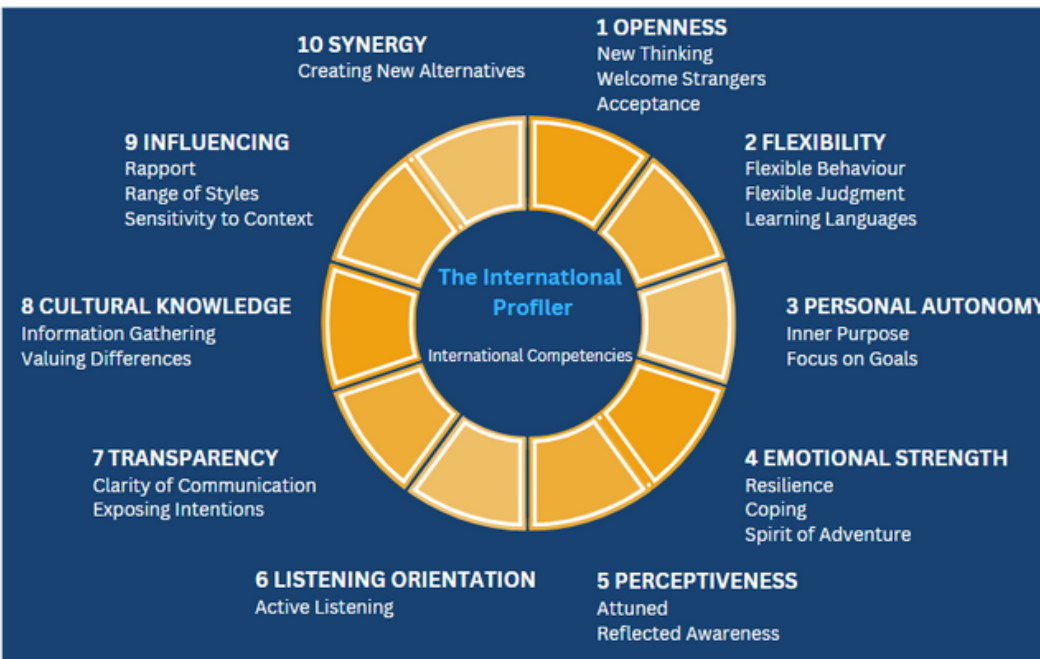 1 OPENNESS
New Thinking
Welcome Strangers
Acceptance
2 FLEXIBILITY
Flexible Behaviour
Flexible Judgment
Learning Languages
3 PERSONAL AUTONOMY
Inner Purpose
Focus on Goals
4 EMOTIONAL STRENGTH
Resilience
Coping
Spirit of Adventure
5 PERCEPTIVENESS
Attuned
Reflected Awareness
6 LISTENING ORIENTATION
Active Listening
7 TRANSPARENCY
Clarity of Communication
Exposing Intentions
8 CULTURAL KNOWLEDGE
Information Gathering
Valuing Differences
9 INFLUENCING
Rapport
Range of Styles
Sensitivity to Context
10 SYNERGY
Creating New Alternatives
The International
Profiler
International Competencies